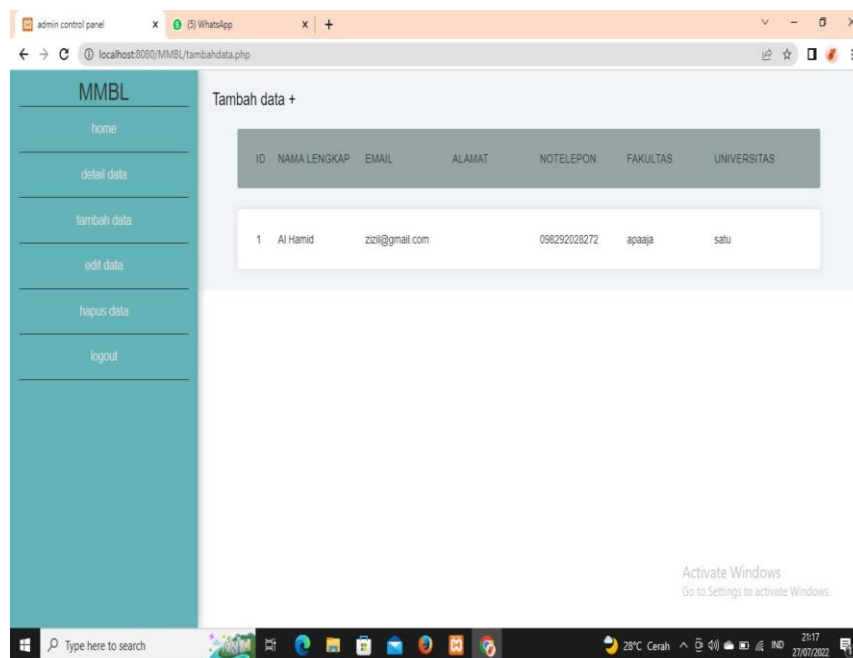 admin control panel
(5) WhatsApp
localhost:8080/MMBL/tambahdata.php
MMBL
home
detail data
tambah data
edit data
hapus data
logout
Tambah data +
ID NAMA LENGKAP EMAIL ALAMAT NOTELEPON FAKULTAS UNIVERSITAS
1 Al Hamid zizil@gmail.com 098292028272 apaaja satu
Activate Windows
Go to Settings to activate Windows.
Type here to search
28°C Cerah
IND
21:17
27/07/2022